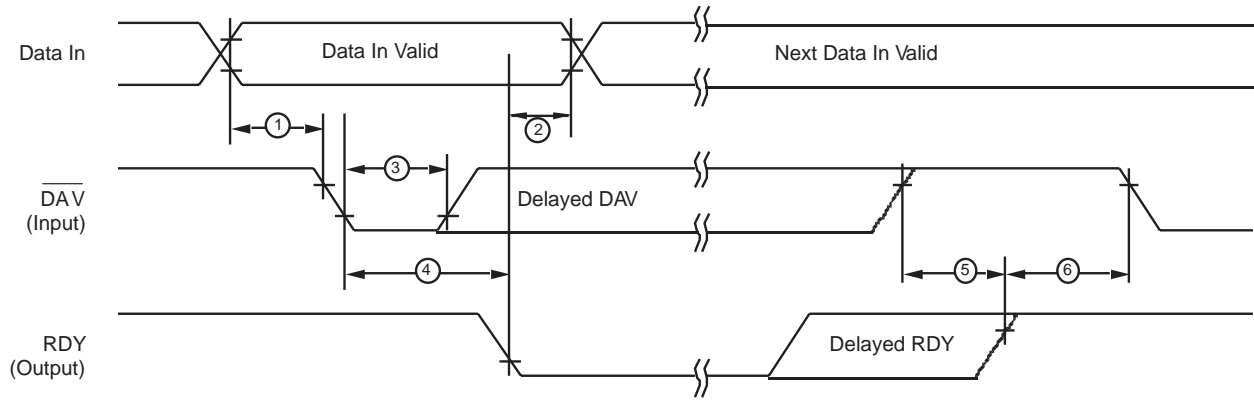 Data In
Data In Valid
Next Data In Valid
1
2
3
DAV
(Input)
Delayed DAV
4
5
6
RDY
(Output)
Delayed RDY